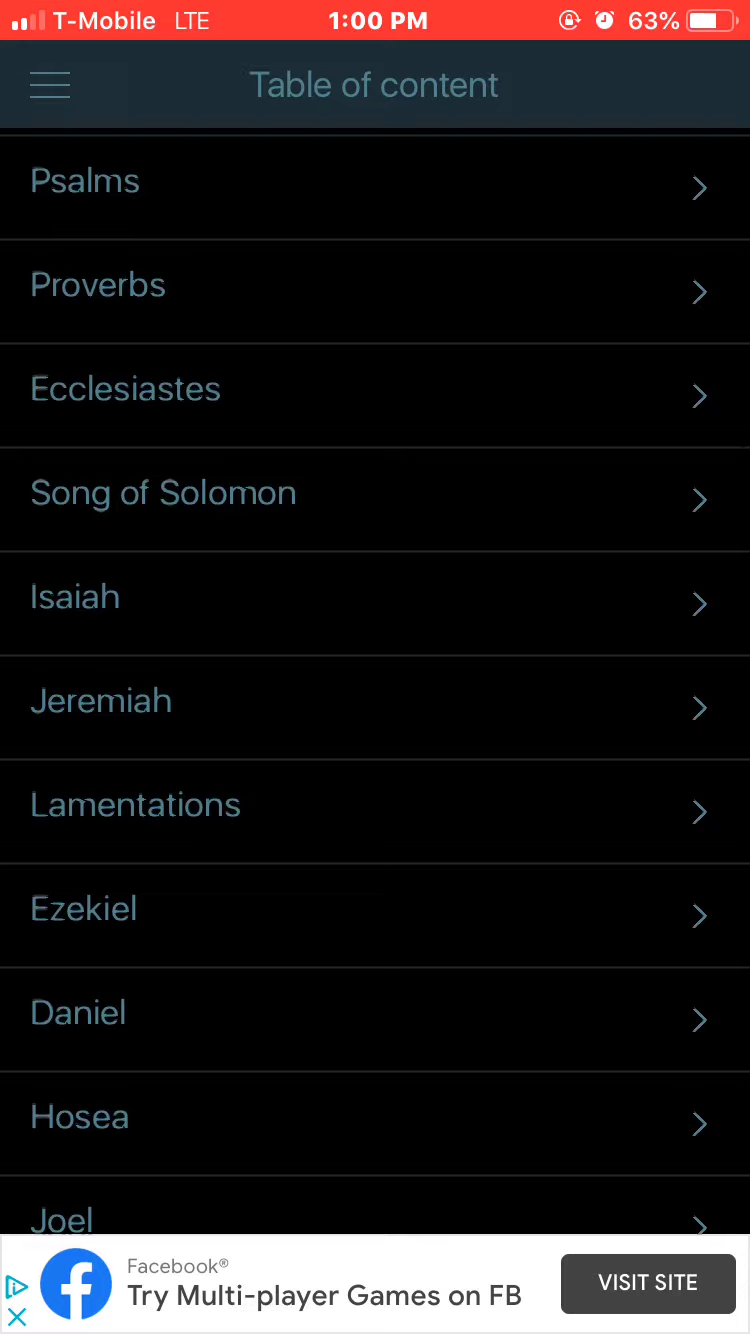 T-Mobile LTE 1:00 PM 63%
Table of content
Psalms
Proverbs
Ecclesiastes
Song of Solomon
Isaiah
Jeremiah
Lamentations
Ezekiel
Daniel
Hosea
Joel
Facebook®
Try Multi-player Games on FB
VISIT SITE